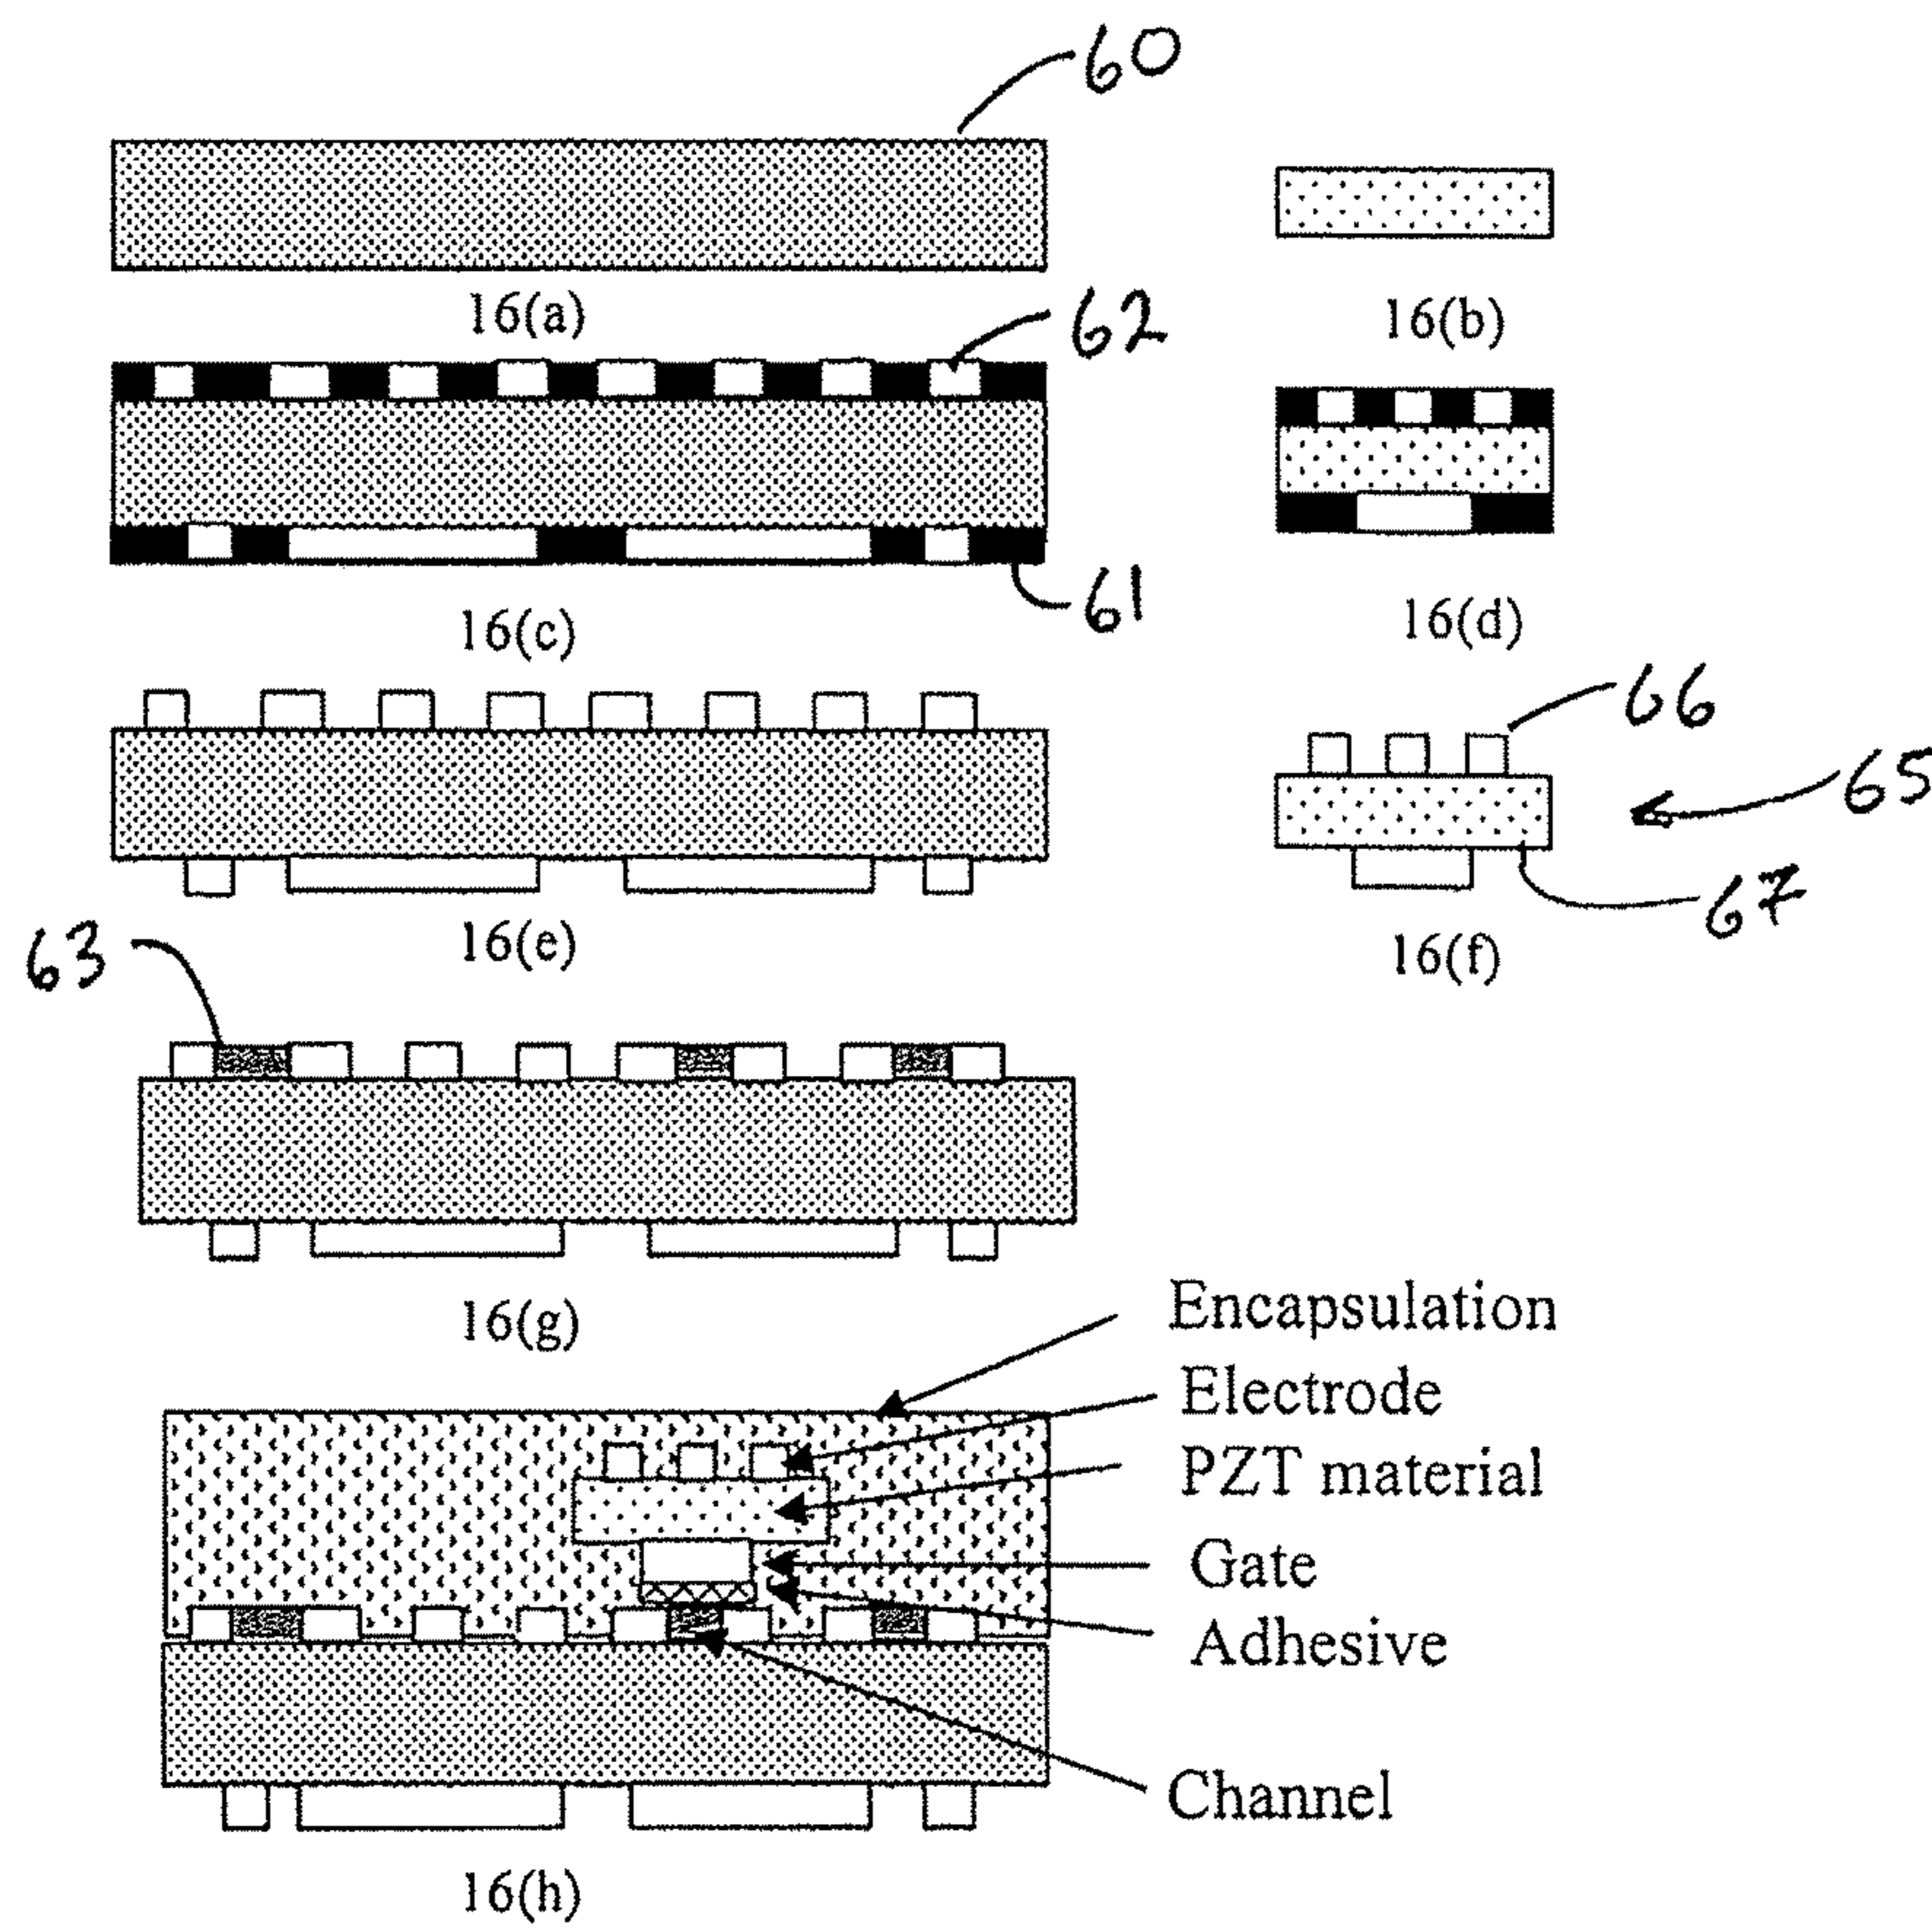 60
16(a)
16(b)
62
16(c)
61
16(d)
66
65
67
16(e)
16(f)
63
16(g)
Encapsulation
Electrode
PZT material
Gate
Adhesive
Channel
16(h)